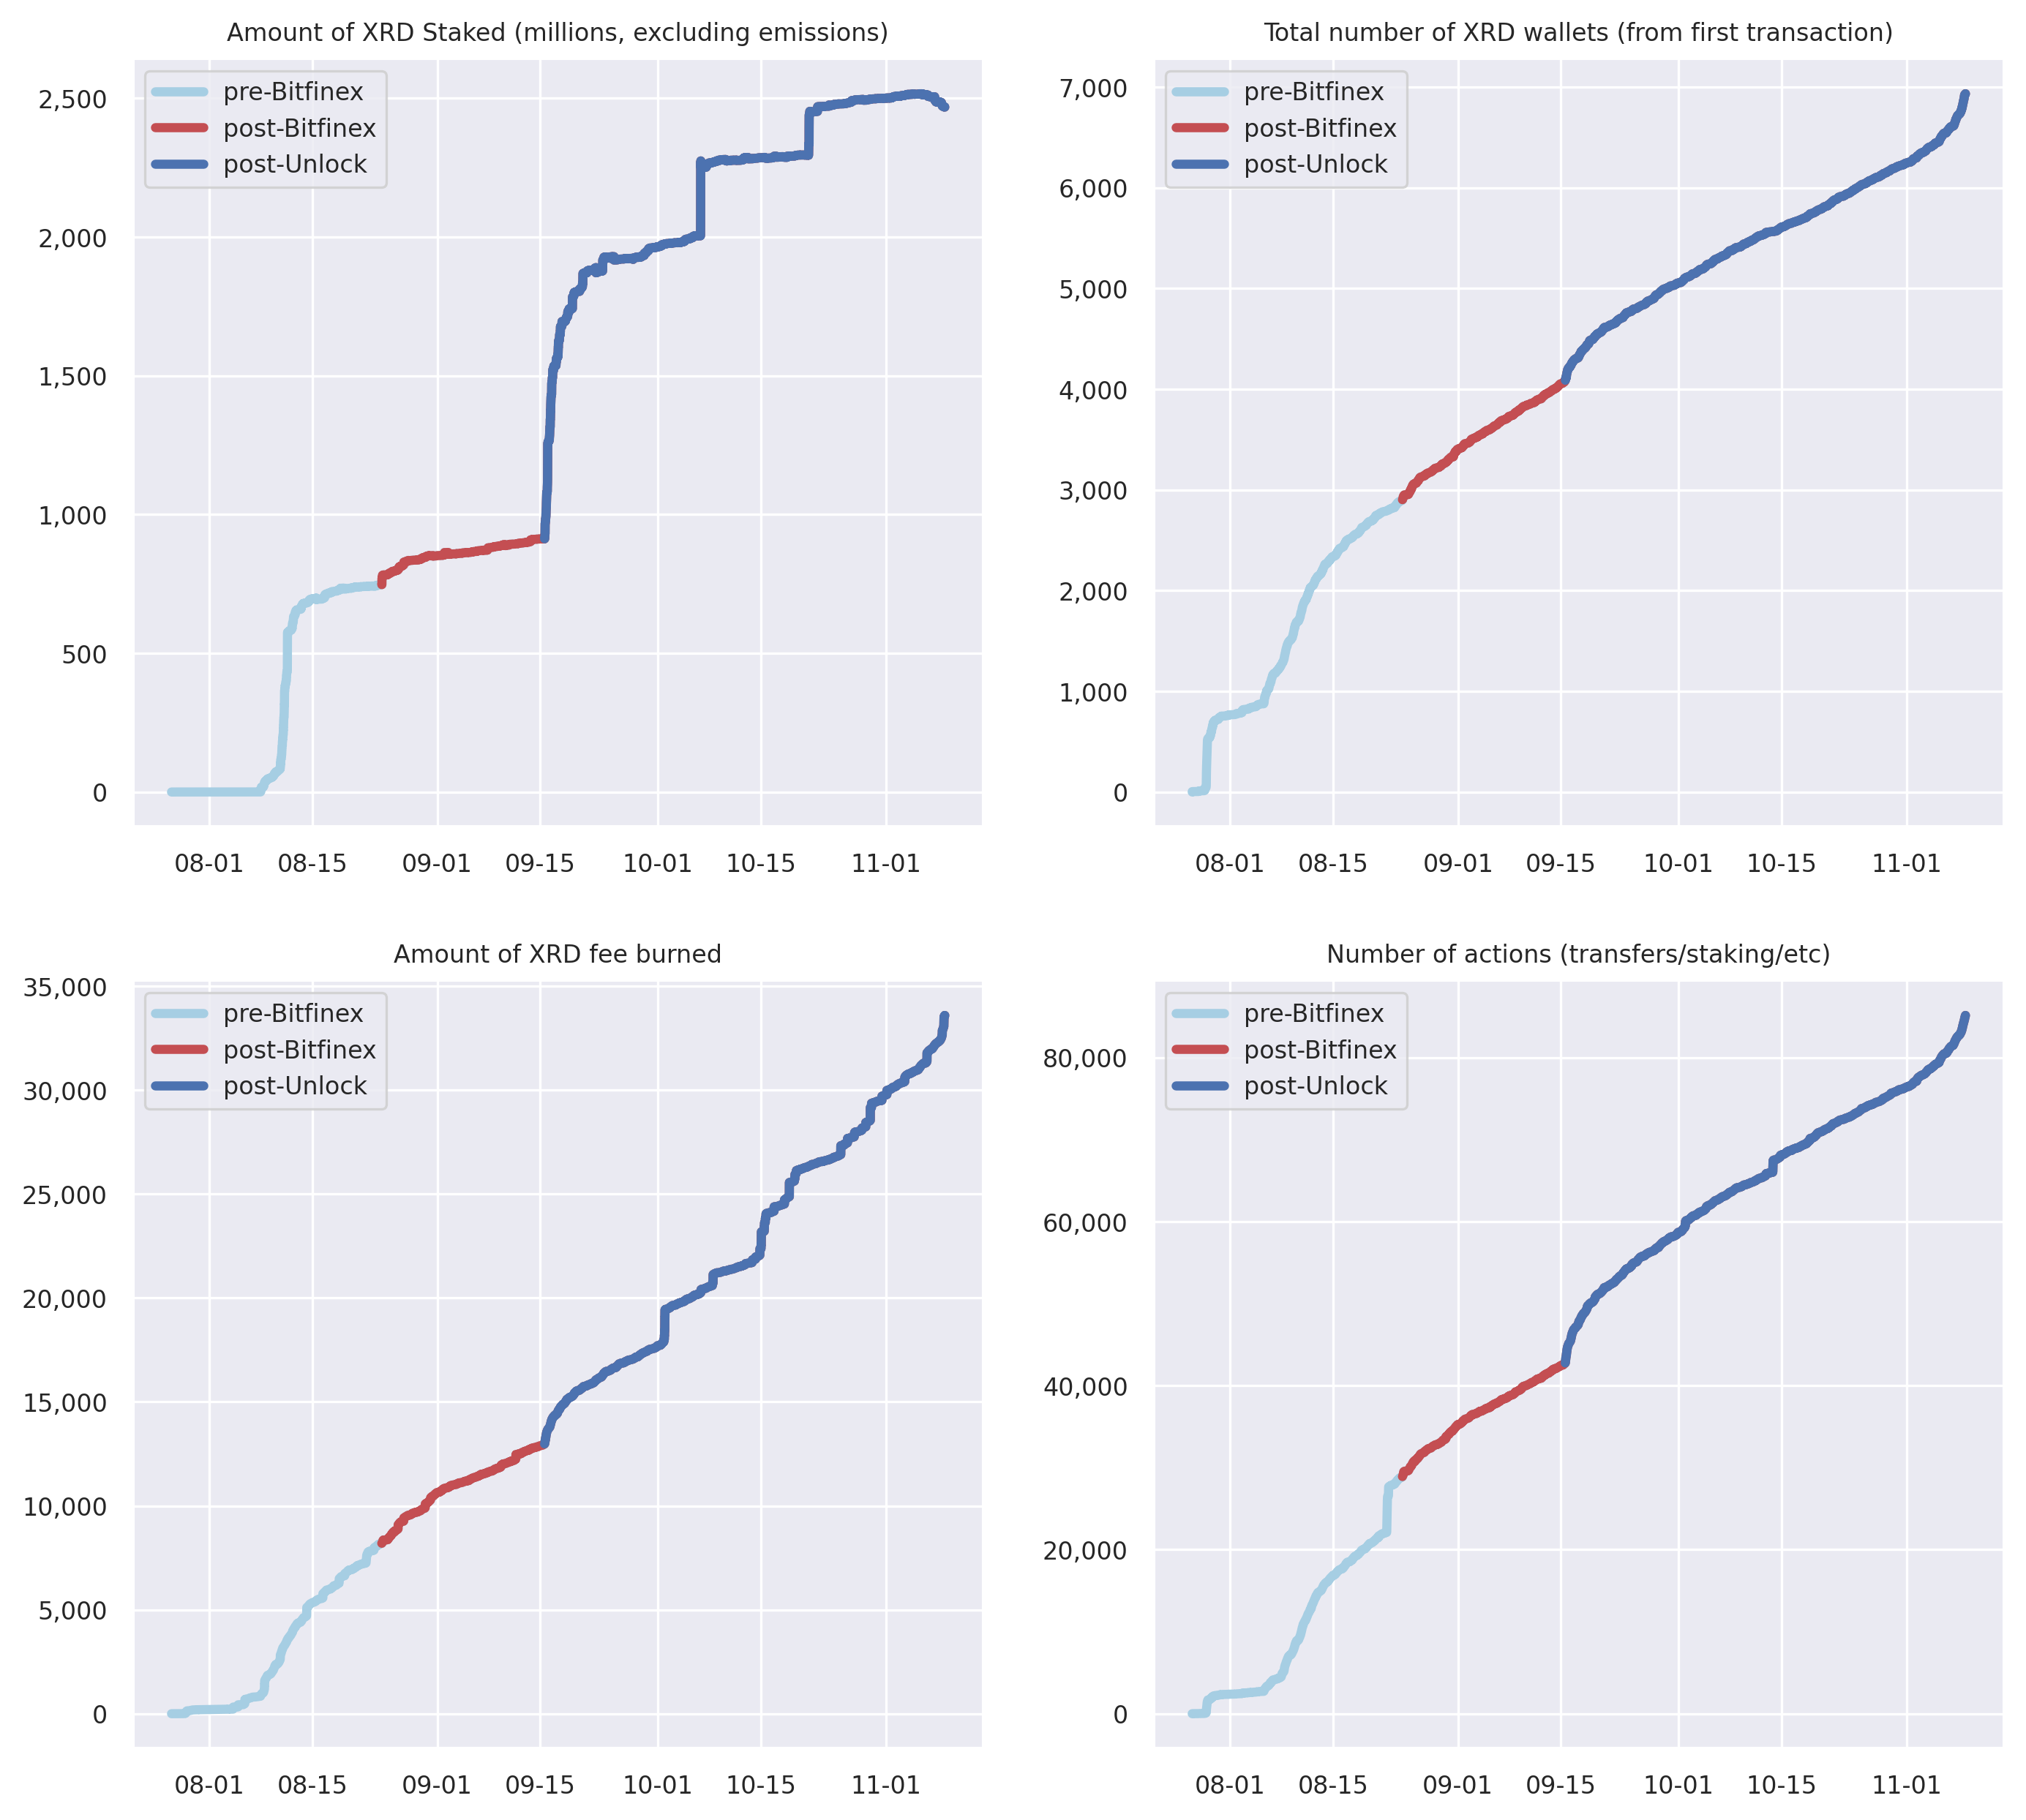 Amount of XRD Staked (millions, excluding emissions)
pre-Bitfinex
post-Bitfinex
post-Unlock
2,500
2,000
1,500
1,000
500
0
08-01 08-15 09-01 09-15 10-01 10-15 11-01
Total number of XRD wallets (from first transaction)
pre-Bitfinex
post-Bitfinex
post-Unlock
7,000
6,000
5,000
4,000
3,000
2,000
1,000
0
08-01 08-15 09-01 09-15 10-01 10-15 11-01
Amount of XRD fee burned
pre-Bitfinex
post-Bitfinex
post-Unlock
35,000
30,000
25,000
20,000
15,000
10,000
5,000
0
08-01 08-15 09-01 09-15 10-01 10-15 11-01
Number of actions (transfers/staking/etc)
pre-Bitfinex
post-Bitfinex
post-Unlock
80,000
60,000
40,000
20,000
0
08-01 08-15 09-01 09-15 10-01 10-15 11-01